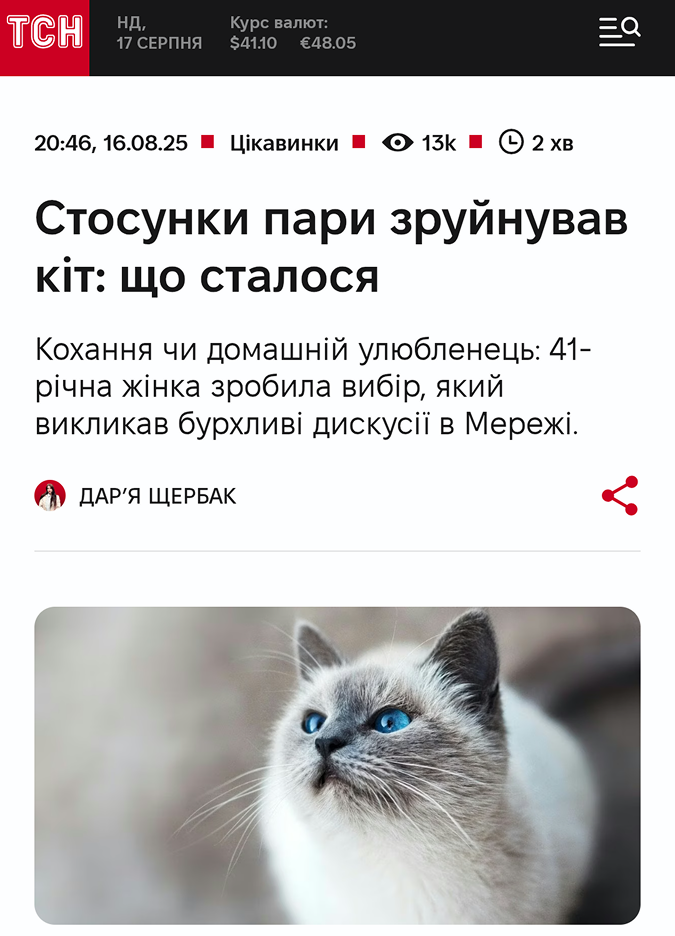 ТСН
НД,
17 СЕРПНЯ
Курс валют:
$41.10 €48.05
20:46, 16.08.25 Цікавинки 13k 2 хв
Стосунки пари зруйнував
кіт: що сталося
Кохання чи домашній улюбленець: 41-
річна жінка зробила вибір, який
викликав бурхливі дискусії в Мережі.
ДАР’Я ЩЕРБАК